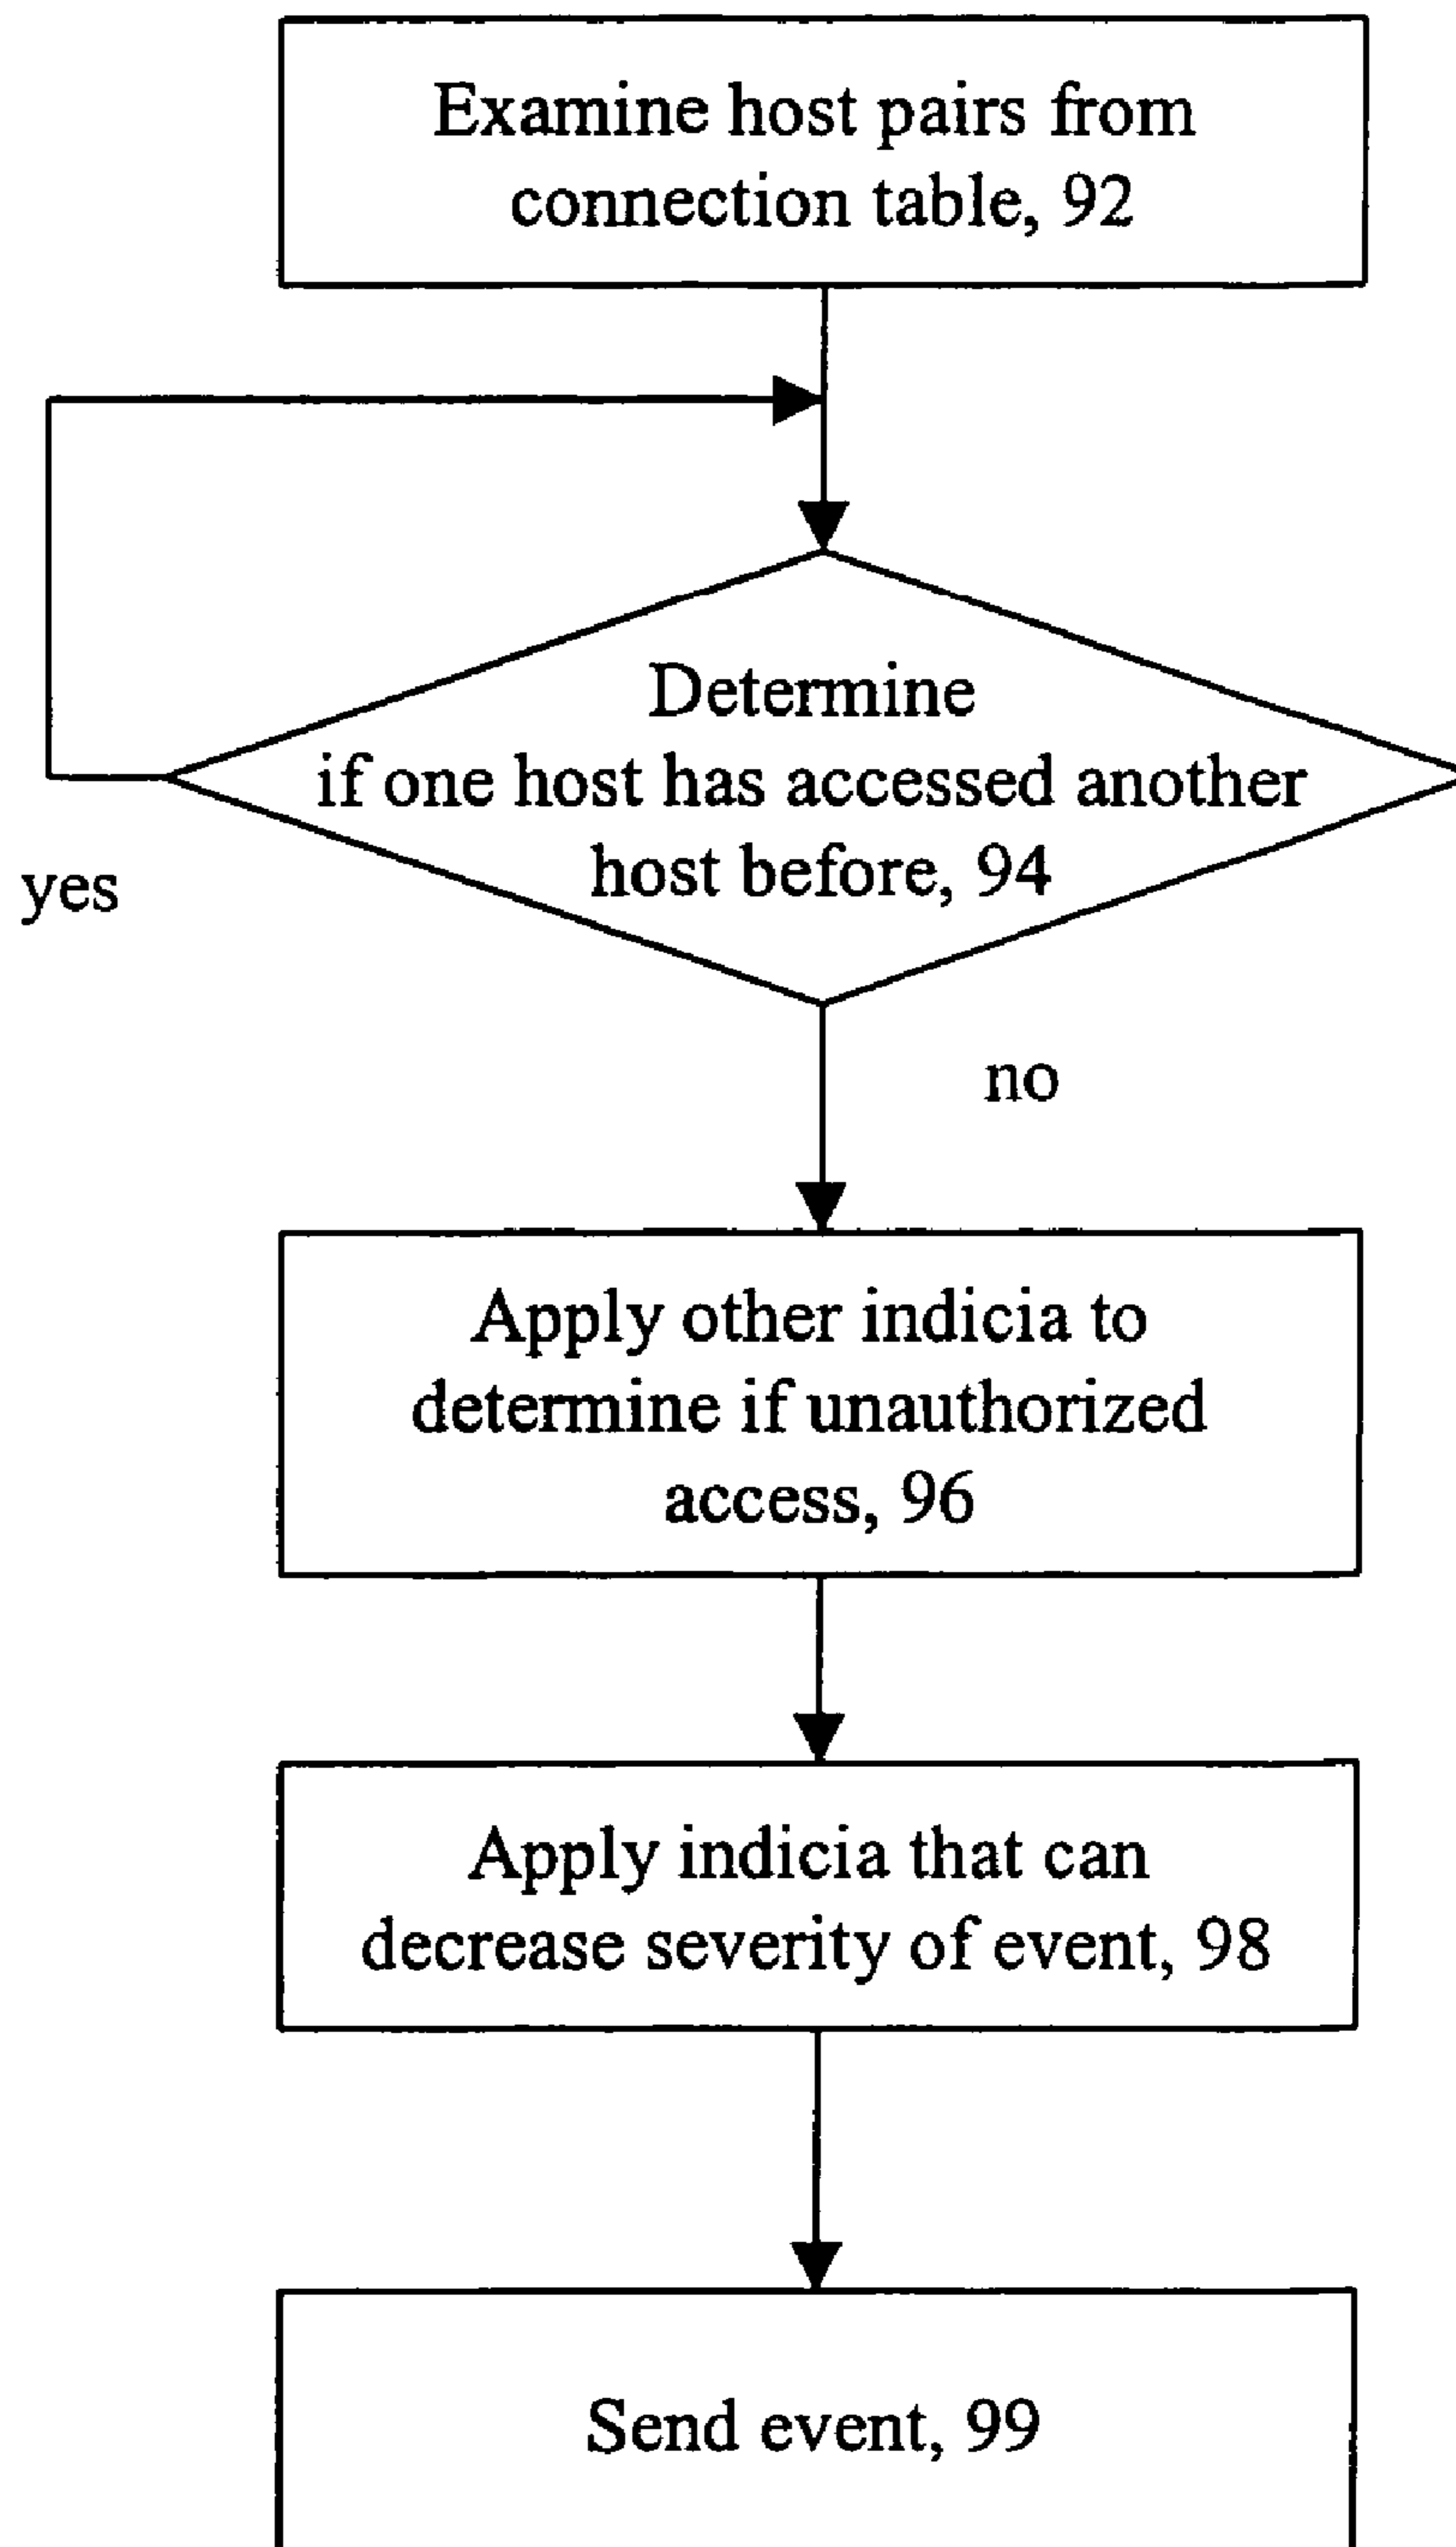 Examine host pairs from
connection table, 92
Determine
if one host has accessed another
host before, 94
yes
no
Apply other indicia to
determine if unauthorized
access, 96
Apply indicia that can
decrease severity of event, 98
Send event, 99